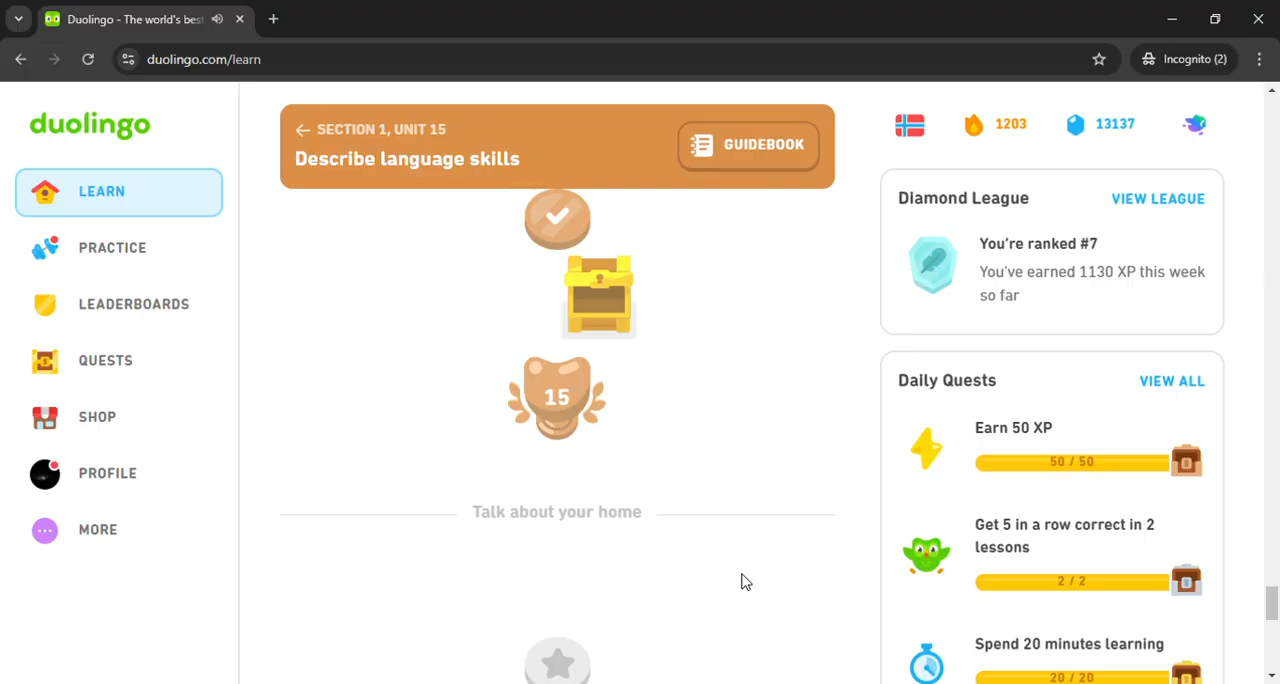 Duolingo - The world's bes
duolingo.com/learn
Incognito (2)
duolingo
LEARN
PRACTICE
LEADERBOARDS
QUESTS
SHOP
PROFILE
MORE
SECTION 1, UNIT 15
Describe language skills
GUIDEBOOK
15
Talk about your home
1203
13137
Diamond League
VIEW LEAGUE
You're ranked #7
You've earned 1130 XP this week
so far
Daily Quests
VIEW ALL
Earn 50 XP
50 / 50
Get 5 in a row correct in 2
lessons
2 / 2
Spend 20 minutes learning
20 / 20